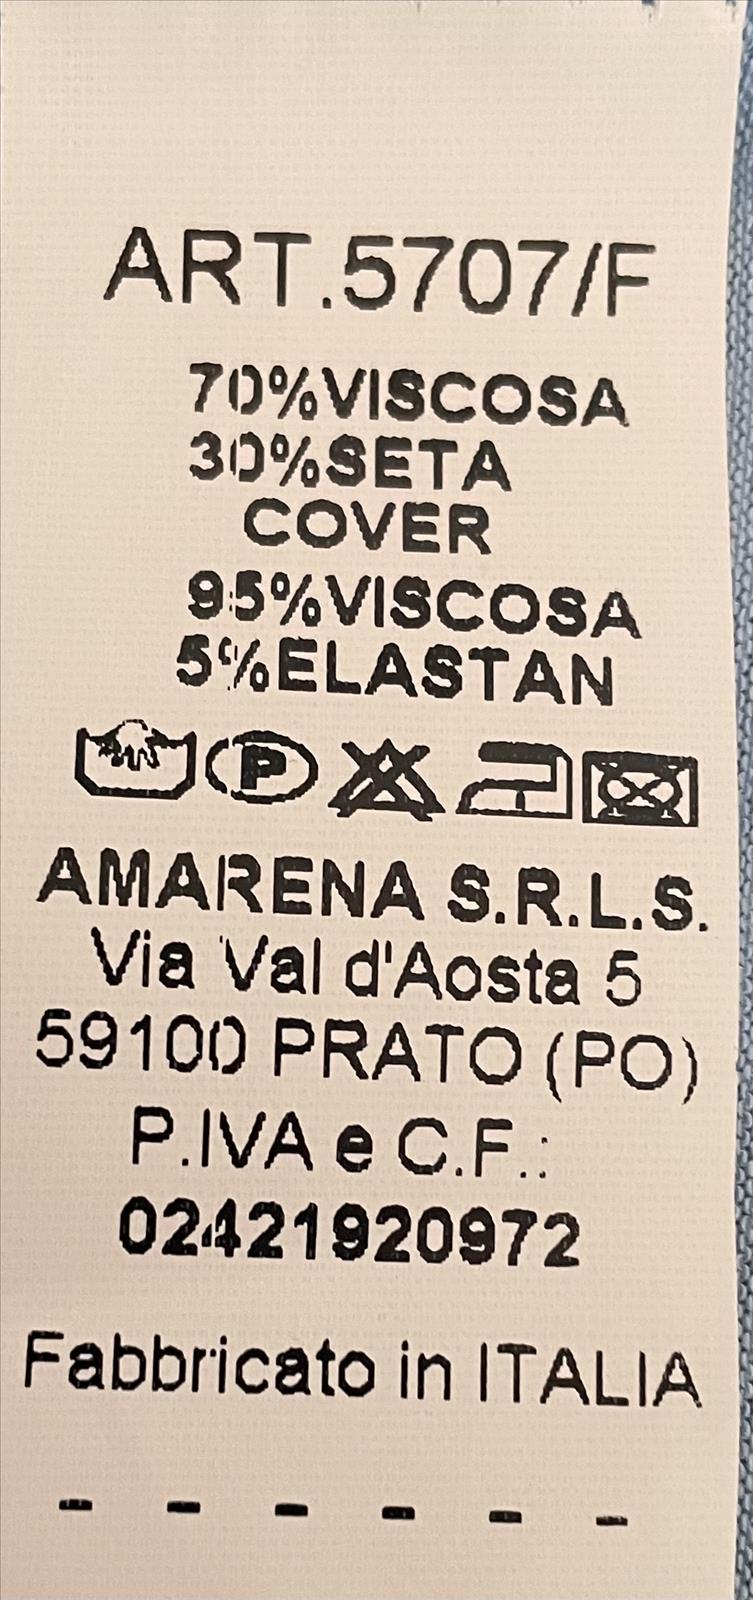 ART.5707/F
70%VISCOSA
30%SETA
COVER
95%VISCOSA
5%ELASTAN
P
AMARENA S.R.L.S.
Via Val d'Aosta 5
59100 PRATO (PO)
P.IVA e C.F.:
02421920972
Fabbricato in ITALIA
- - - - - -